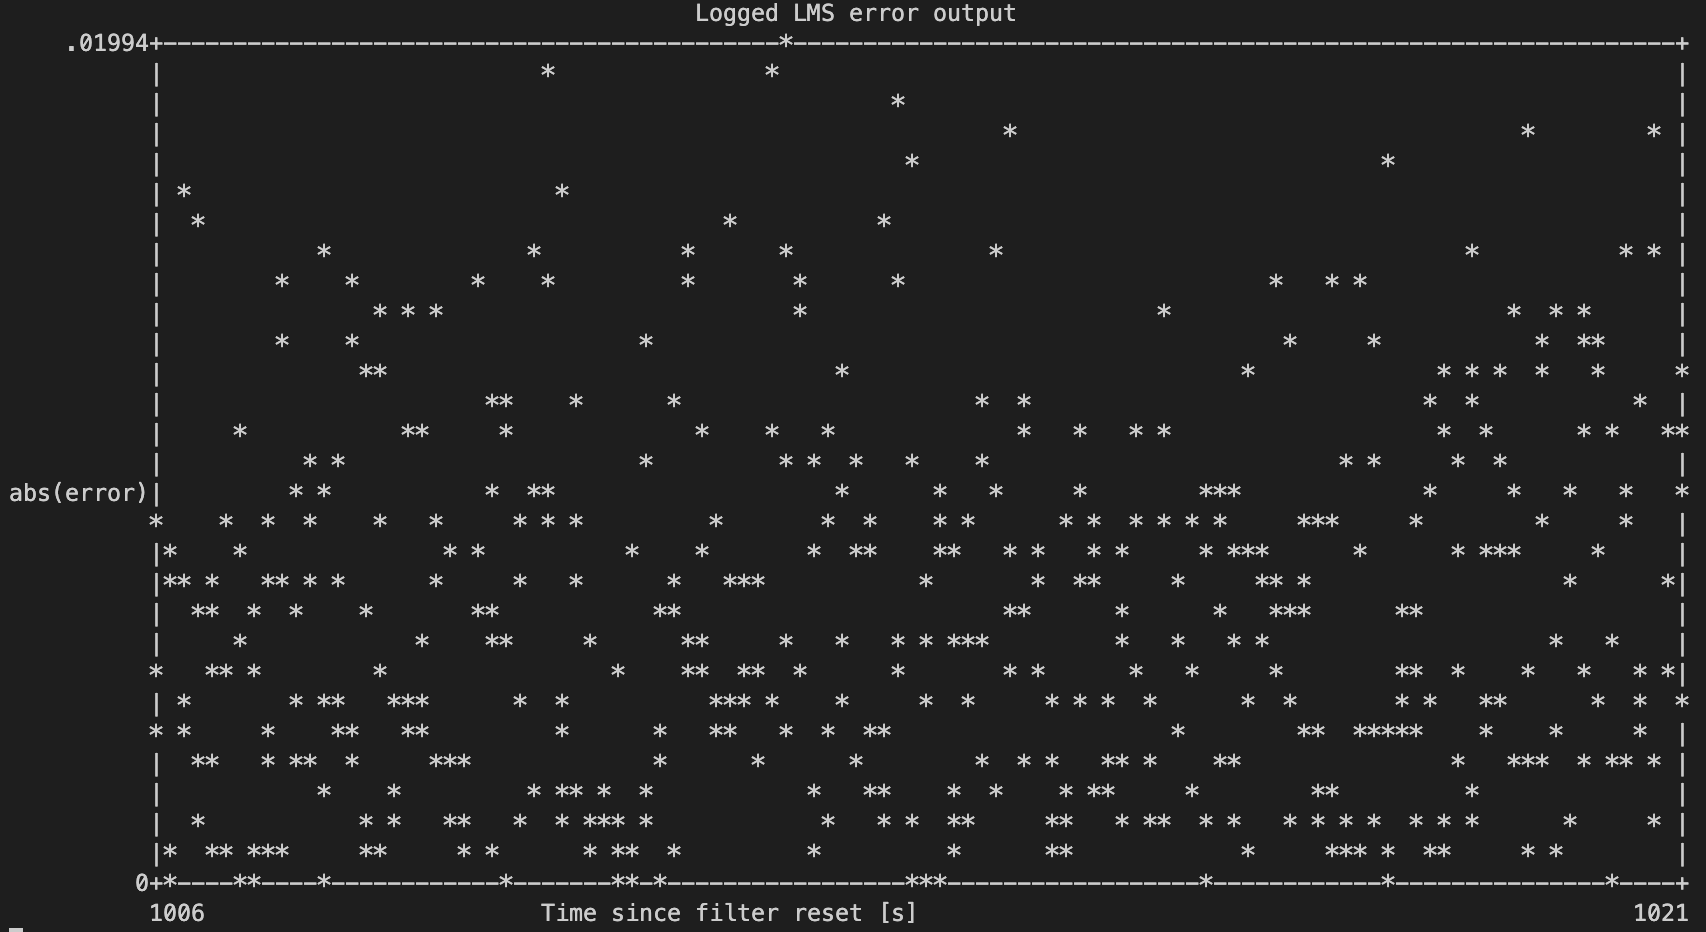 Logged LMS error output
.01994
abs(error)
0
1006 Time since filter reset [s] 1021